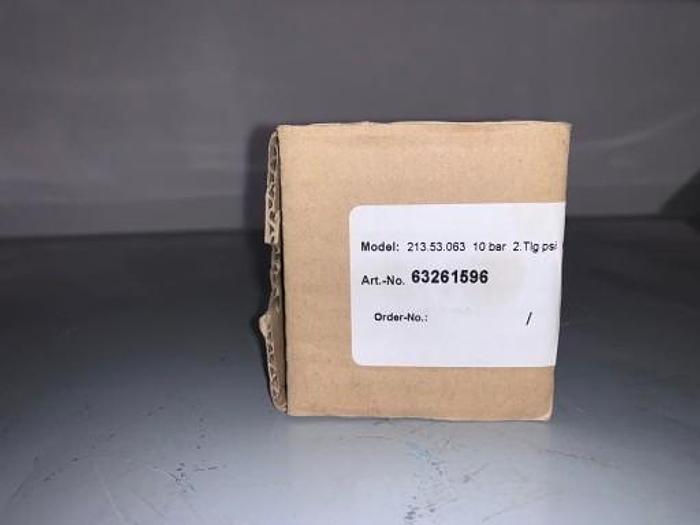 Model: 213.53.063 10 bar 2.Tlg psi
Art.-No. 63261596
Order-No.: /